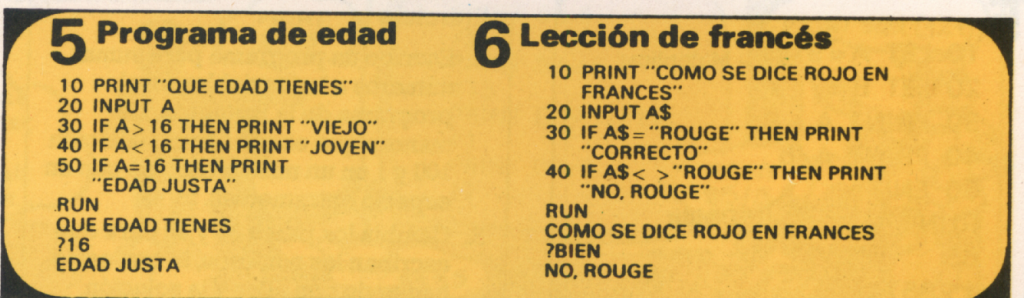 5 Programa de edad
10 PRINT "QUE EDAD TIENES"
20 INPUT A
30 IF A > 16 THEN PRINT "VIEJO"
40 IF A < 16 THEN PRINT "JOVEN"
50 IF A=16 THEN PRINT
"EDAD JUSTA"
RUN
QUE EDAD TIENES
?16
EDAD JUSTA
6 Lección de francés
10 PRINT "COMO SE DICE ROJO EN
FRANCES"
20 INPUT A$
30 IF A$ = "ROUGE" THEN PRINT
"CORRECTO"
40 IF A$ < > "ROUGE" THEN PRINT
"NO, ROUGE"
RUN
COMO SE DICE ROJO EN FRANCES
?BIEN
NO, ROUGE